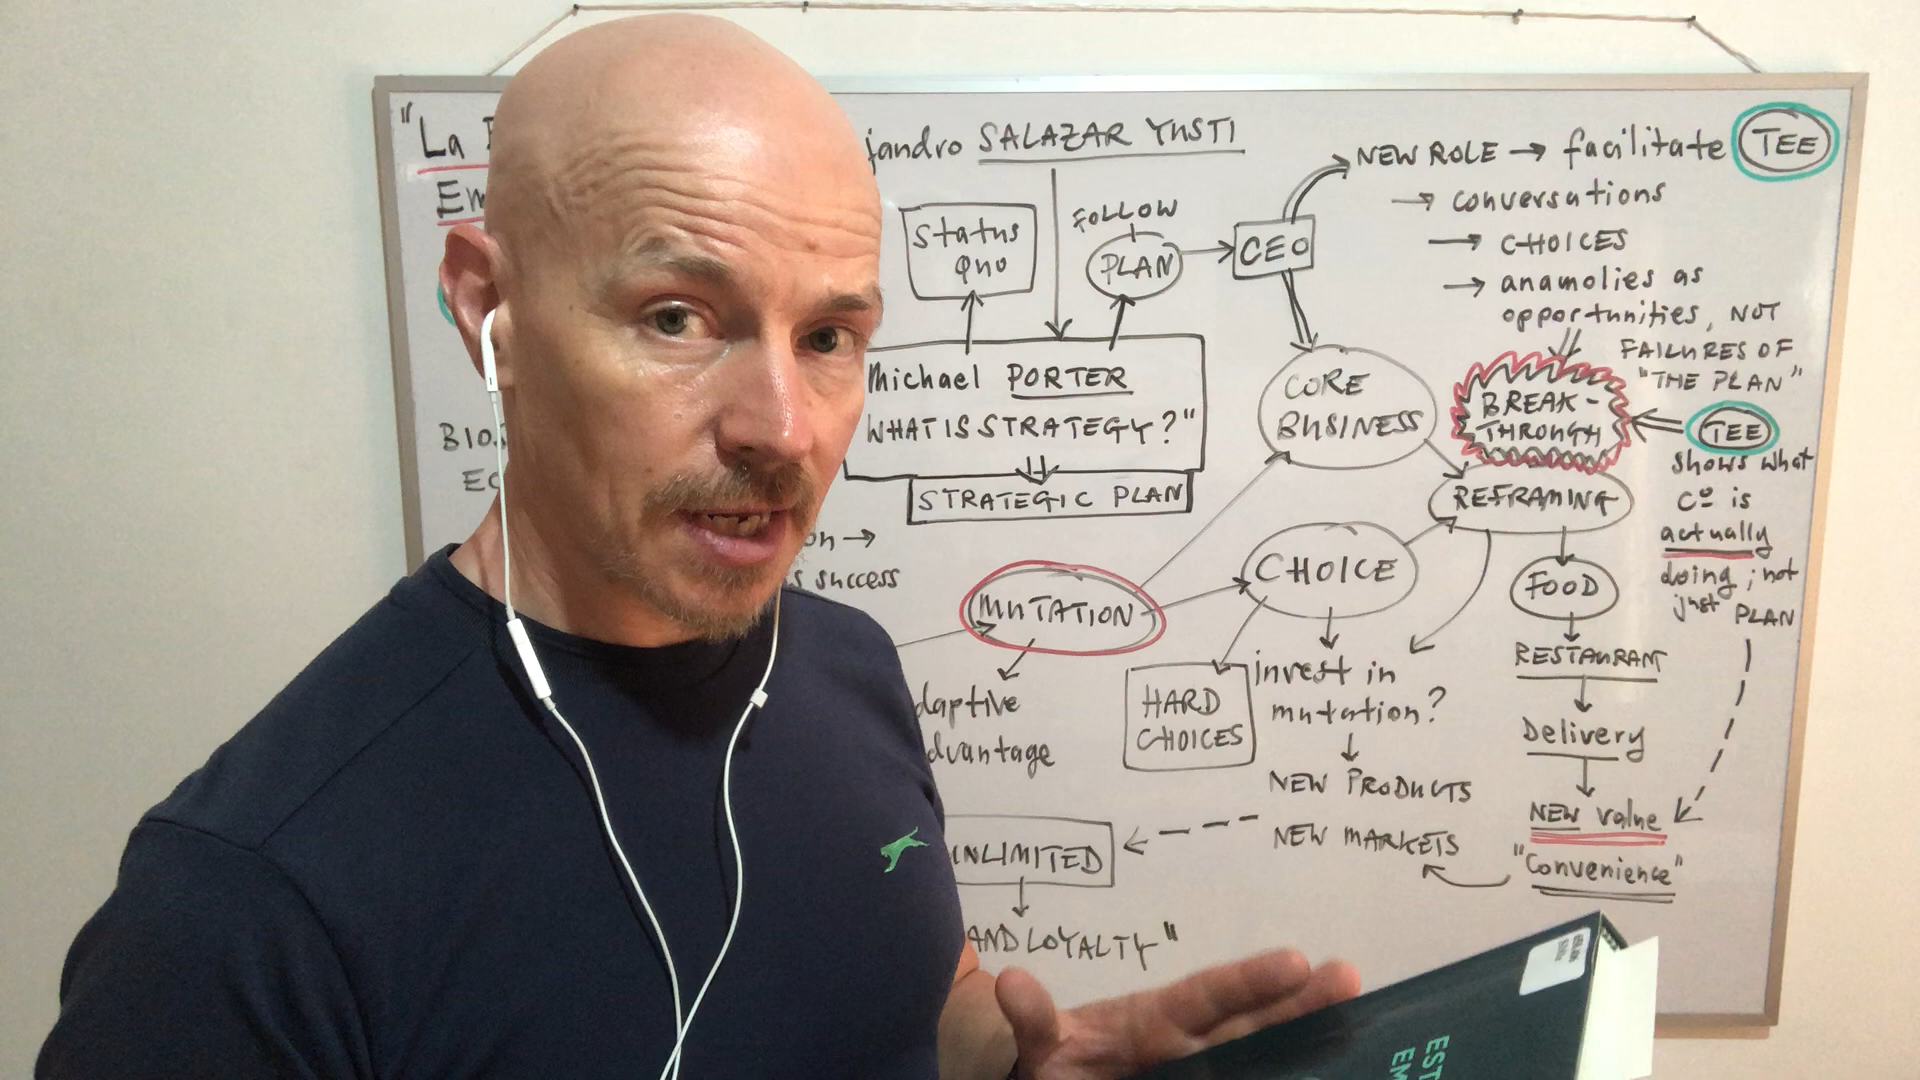 "La
jandro SALAZAR YUSTI
Em
Status
Quo
FOLLOW
PLAN
CEO
NEW ROLE → facilitate TEE
→ conversations
→ CHOICES
→ anamolies as
opportunities, NOT
FAILURES OF
"THE PLAN"
Michael PORTER
WHAT IS STRATEGY?"
STRATEGIC PLAN
CORE
BUSINESS
BREAK-
THROUGH
TEE
shows what
Cº is
actually
doing; not
just PLAN
REFRAMING
BIO
EC
on →
s success
MUTATION
CHOICE
FOOD
RESTAURANT
Delivery
NEW value
"Convenience"
daptive
dvantage
HARD
CHOICES
invest in
mutation?
NEW PRODUCTS
NEW MARKETS
UNLIMITED
AND LOYALTY"
EST
EM